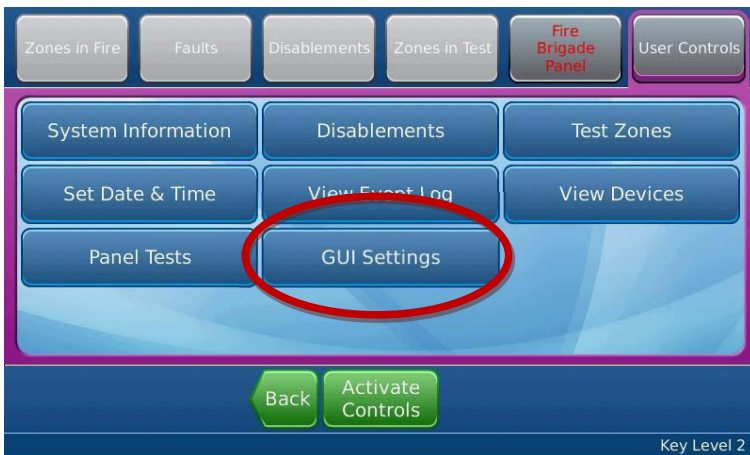 Zones in Fire
Faults
Disablements
Zones in Test
Fire
Brigade
Panel
User Controls
System Information
Disablements
Test Zones
Set Date & Time
View Event Log
View Devices
Panel Tests
GUI Settings
Back
Activate
Controls
Key Level 2